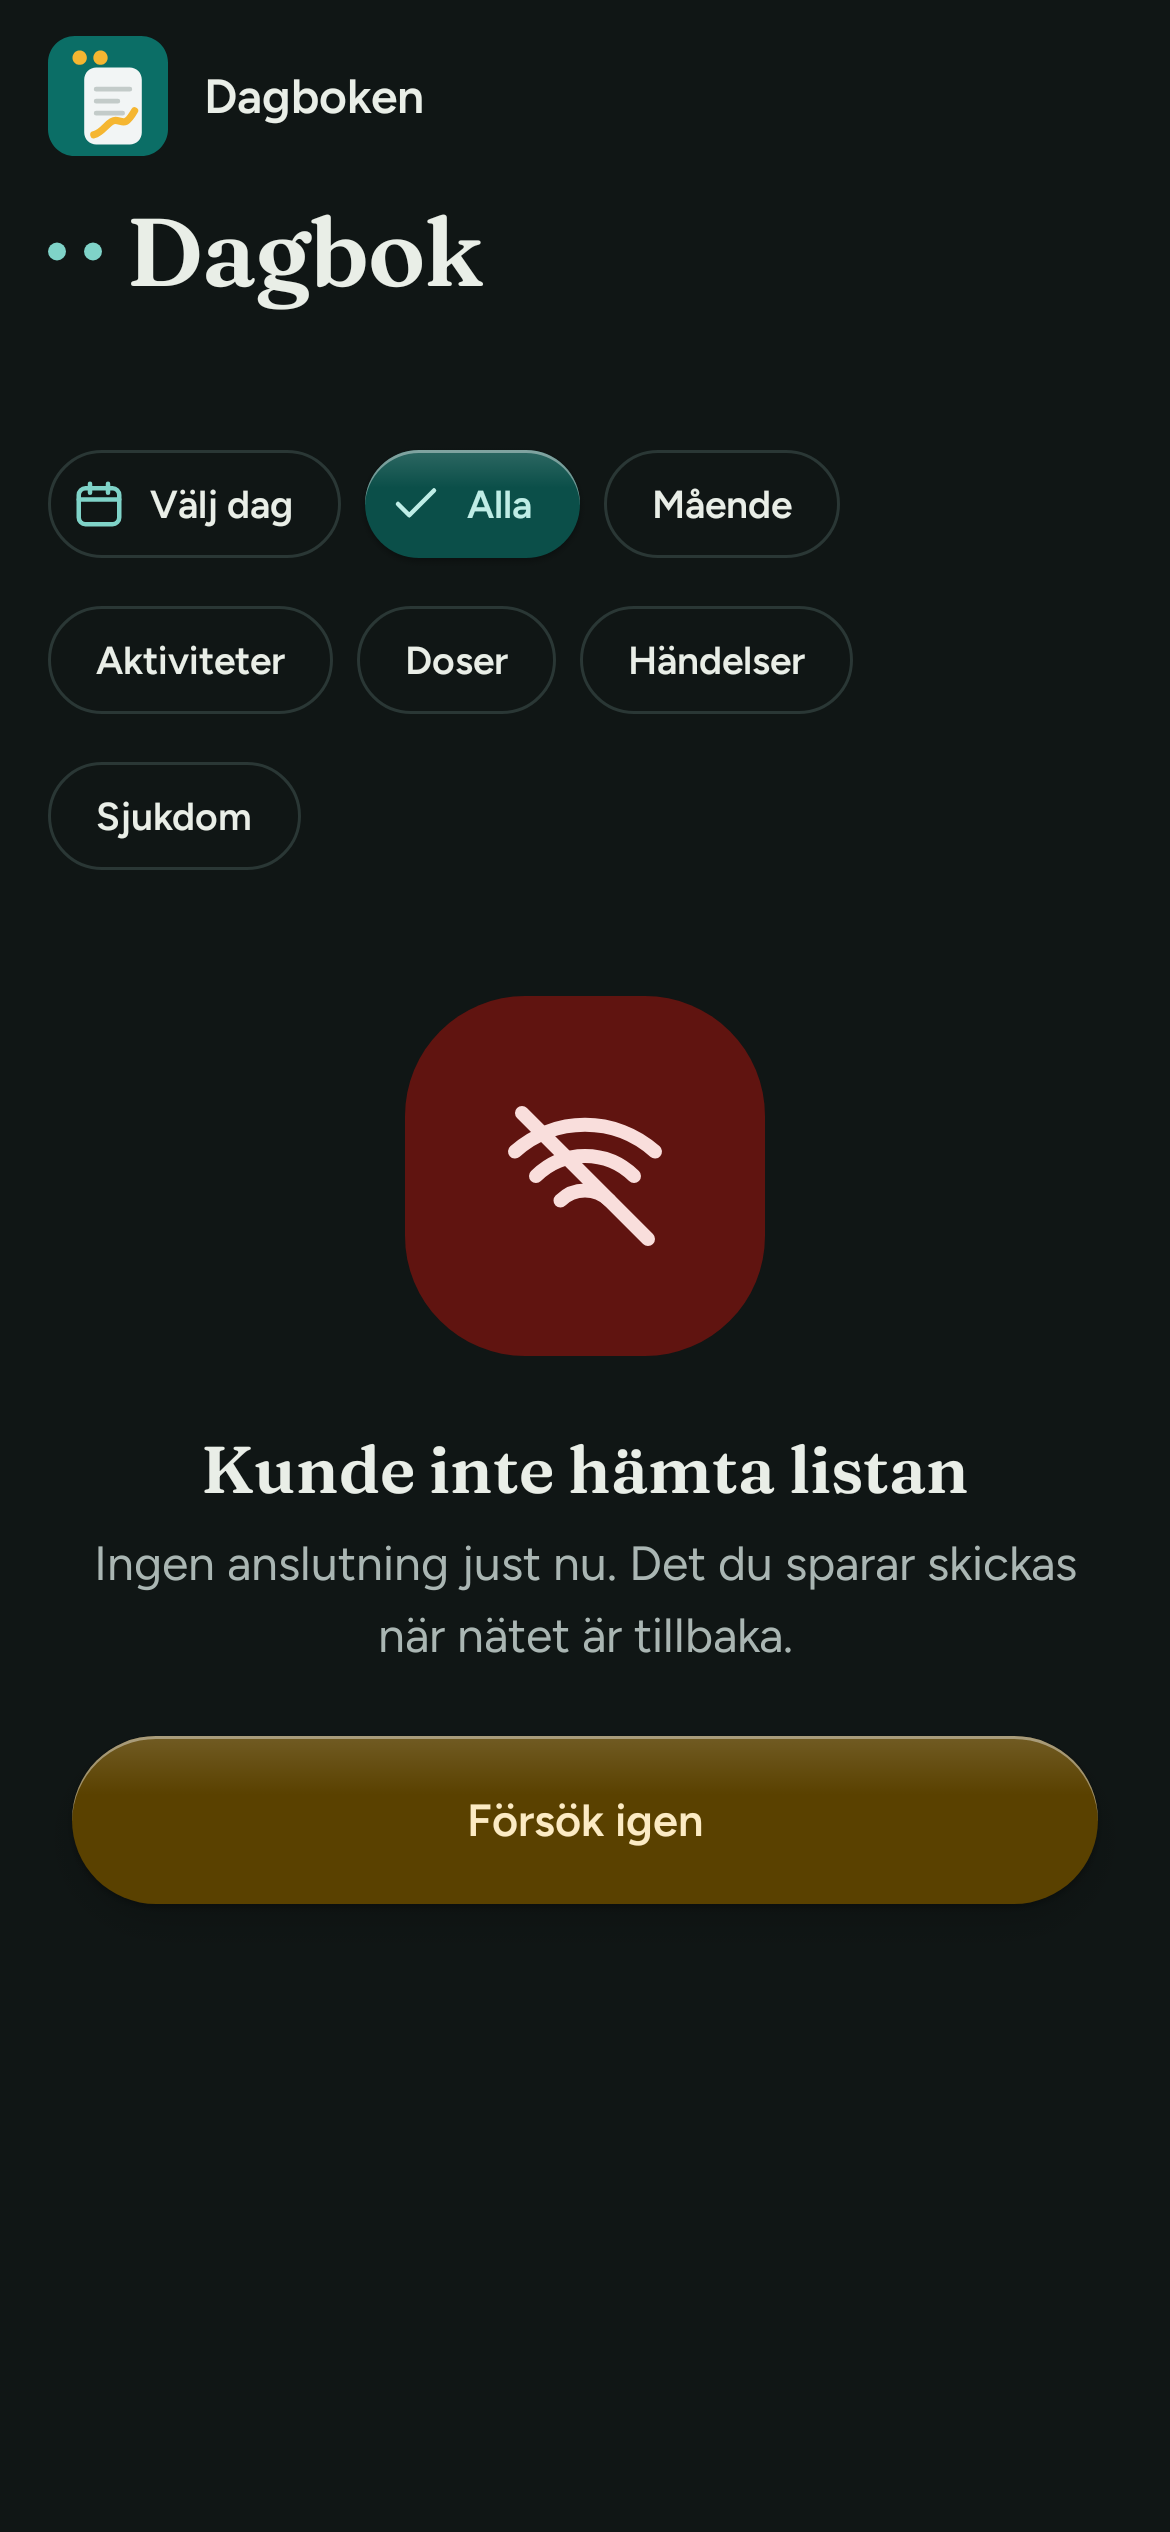 Dagboken
Dagbok
Välj dag
Alla
Mående
Aktiviteter
Doser
Händelser
Sjukdom
Kunde inte hämta listan
Ingen anslutning just nu. Det du sparar skickas
när nätet är tillbaka.
Försök igen